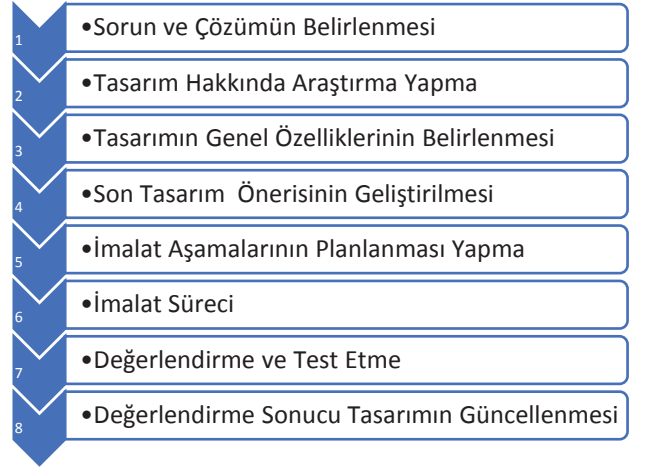 1 •Sorun ve Çözümün Belirlenmesi
2 •Tasarım Hakkında Araştırma Yapma
3 •Tasarımın Genel Özelliklerinin Belirlenmesi
4 •Son Tasarım  Önerisinin Geliştirilmesi
5 •İmalat Aşamalarının Planlanması Yapma
6 •İmalat Süreci
7 •Değerlendirme ve Test Etme
8 •Değerlendirme Sonucu Tasarımın Güncellenmesi